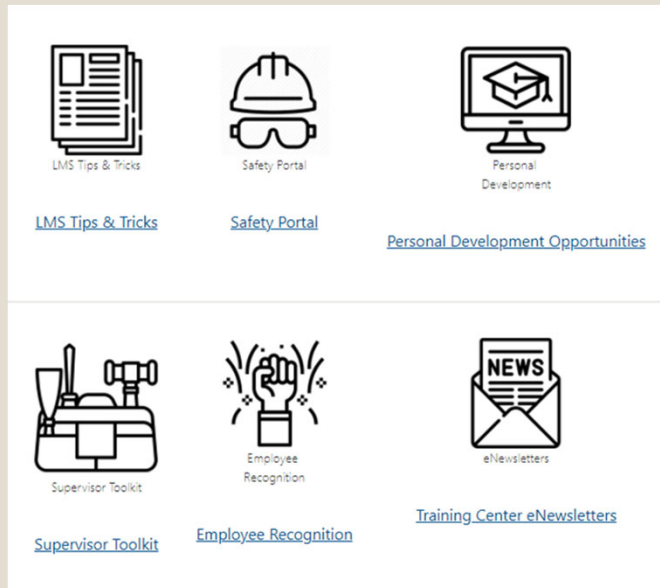 LMS Tips & Tricks
Safety Portal
Personal
Development
LMS Tips & Tricks
Safety Portal
Personal Development Opportunities
NEWS
Supervisor Toolkit
Employee
Recognition
eNewsletters
Supervisor Toolkit
Employee Recognition
Training Center eNewsletters